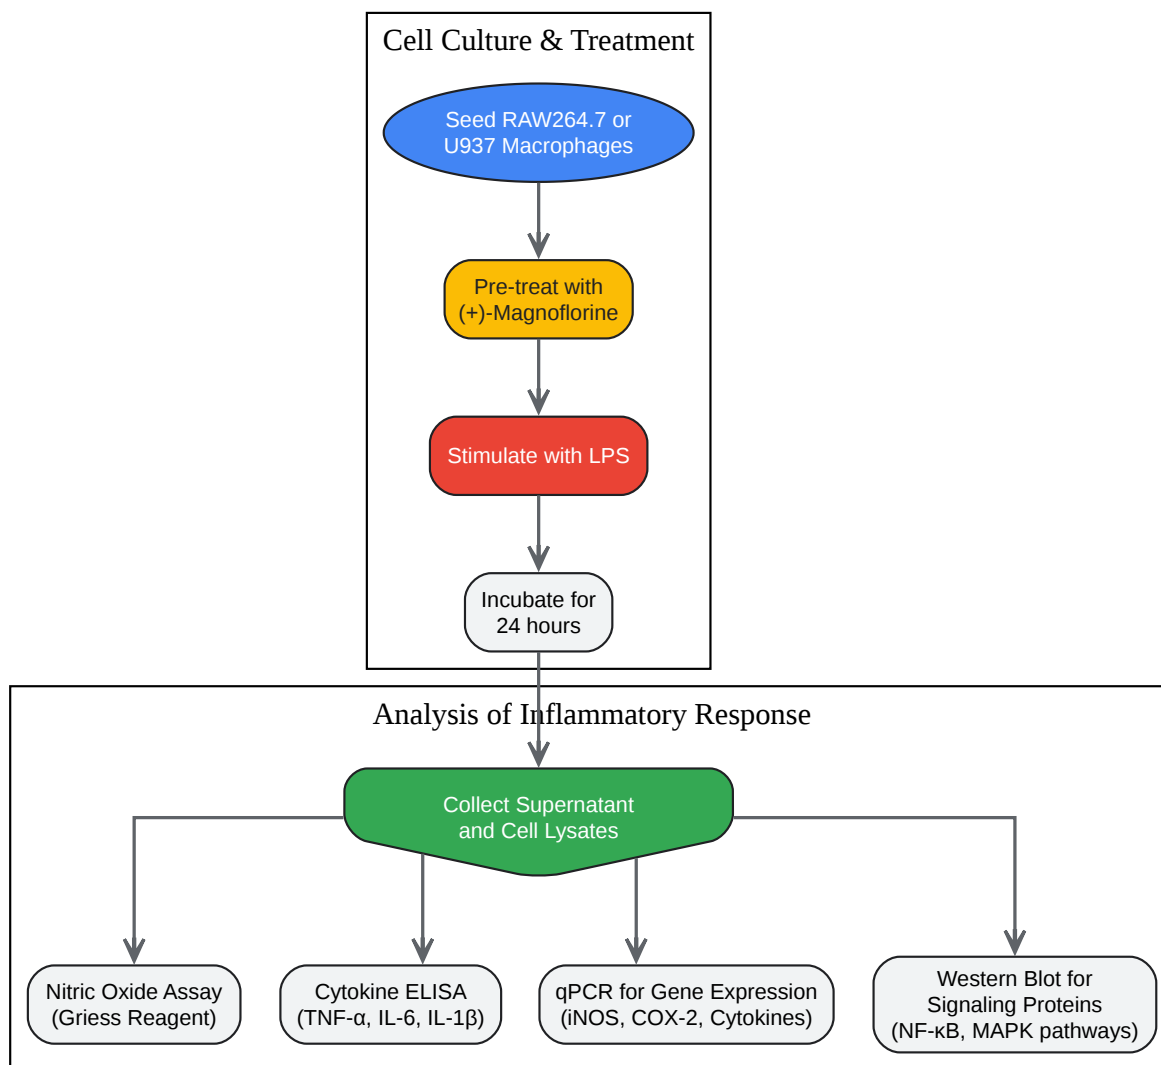 Cell Culture & Treatment
Seed RAW264.7 or
U937 Macrophages
Pre-treat with
(+)-Magnoflorine
Stimulate with LPS
Incubate for
24 hours
Analysis of Inflammatory Response
Collect Supernatant
and Cell Lysates
Nitric Oxide Assay
(Griess Reagent)
Cytokine ELISA
(TNF-α, IL-6, IL-1β)
qPCR for Gene Expression
(iNOS, COX-2, Cytokines)
Western Blot for
Signaling Proteins
(NF-κB, MAPK pathways)